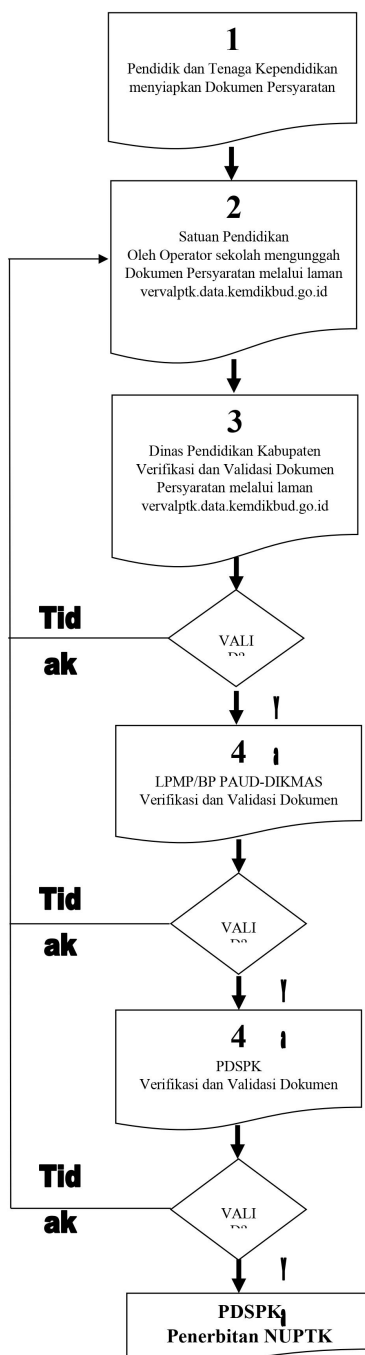 1
Pendidik dan Tenaga Kependidikan
menyiapkan Dokumen Persyaratan
2
Satuan Pendidikan
Oleh Operator sekolah mengunggah
Dokumen Persyaratan melalui laman
vervalptk.data.kemdikbud.go.id
3
Dinas Pendidikan Kabupaten
Verifikasi dan Validasi Dokumen
Persyaratan melalui laman
vervalptk.data.kemdikbud.go.id
Tid
ak
VALI
D?
Y
a
4
LPMP/BP PAUD-DIKMAS
Verifikasi dan Validasi Dokumen
Tid
ak
VALI
D?
Y
a
4
PDSPK
Verifikasi dan Validasi Dokumen
Tid
ak
VALI
D?
Y
a
PDSPK
Penerbitan NUPTK